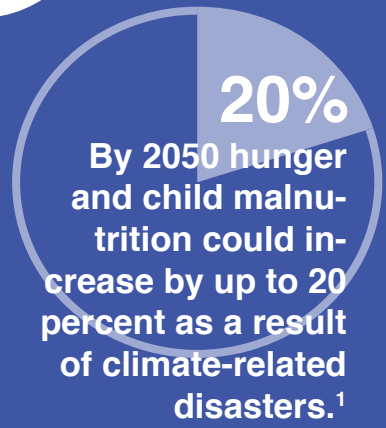 20%
By 2050 hunger
and child malnu-
trition could in-
crease by up to 20
percent as a result
of climate-related
disasters.¹